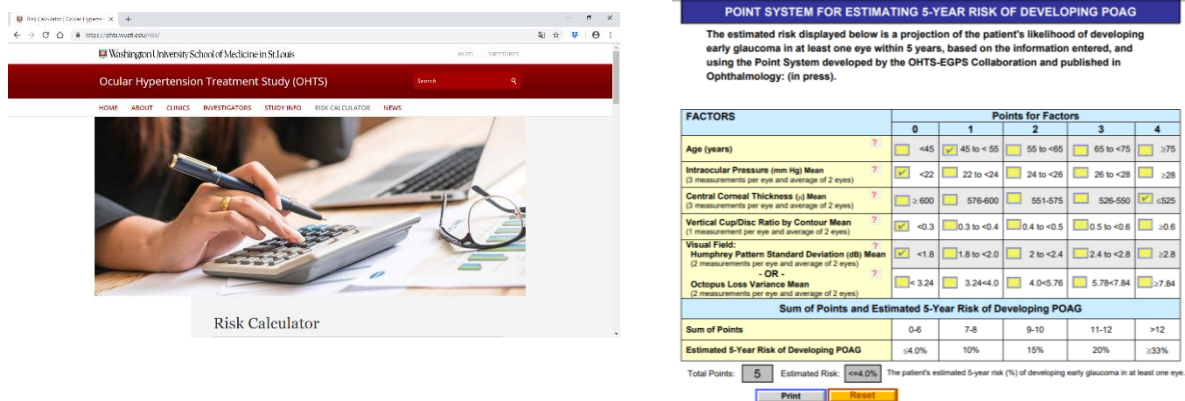 Risk Calculator | Ocular Hyperten
https://ohts.wustl.edu/risk/
Washington University School of Medicine in St.Louis
WUSTL DIRECTORIES
Ocular Hypertension Treatment Study (OHTS)
Search
HOME ABOUT CLINICS INVESTIGATORS STUDY INFO RISK CALCULATOR NEWS
Risk Calculator
POINT SYSTEM FOR ESTIMATING 5-YEAR RISK OF DEVELOPING POAG
The estimated risk displayed below is a projection of the patient's likelihood of developing
early glaucoma in at least one eye within 5 years, based on the information entered, and
using the Point System developed by the OHTS-EGPS Collaboration and published in
Ophthalmology: (in press).
FACTORS Points for Factors
0 1 2 3 4
Age (years) ? <45 45 to < 55 55 to <65 65 to <75 ≥75
Intraocular Pressure (mm Hg) Mean ? <22 22 to <24 24 to <26 26 to <28 ≥28
(3 measurements per eye and average of 2 eyes)
Central Corneal Thickness (µ) Mean ? ≥ 600 576-600 551-575 526-550 ≤525
(3 measurements per eye and average of 2 eyes)
Vertical Cup/Disc Ratio by Contour Mean ? <0.3 0.3 to <0.4 0.4 to <0.5 0.5 to <0.6 ≥0.6
(1 measurement per eye and average of 2 eyes)
Visual Field: ?
Humphrey Pattern Standard Deviation (dB) Mean <1.8 1.8 to <2.0 2 to <2.4 2.4 to <2.8 ≥2.8
(2 measurements per eye and average of 2 eyes)
- OR - ?
Octopus Loss Variance Mean < 3.24 3.24<4.0 4.0<5.76 5.78<7.84 ≥7.84
(2 measurements per eye and average of 2 eyes)
Sum of Points and Estimated 5-Year Risk of Developing POAG
Sum of Points 0-6 7-8 9-10 11-12 >12
Estimated 5-Year Risk of Developing POAG ≤4.0% 10% 15% 20% ≥33%
Total Points: 5 Estimated Risk: <=4.0% The patient's estimated 5-year risk (%) of developing early glaucoma in at least one eye.
Print Reset